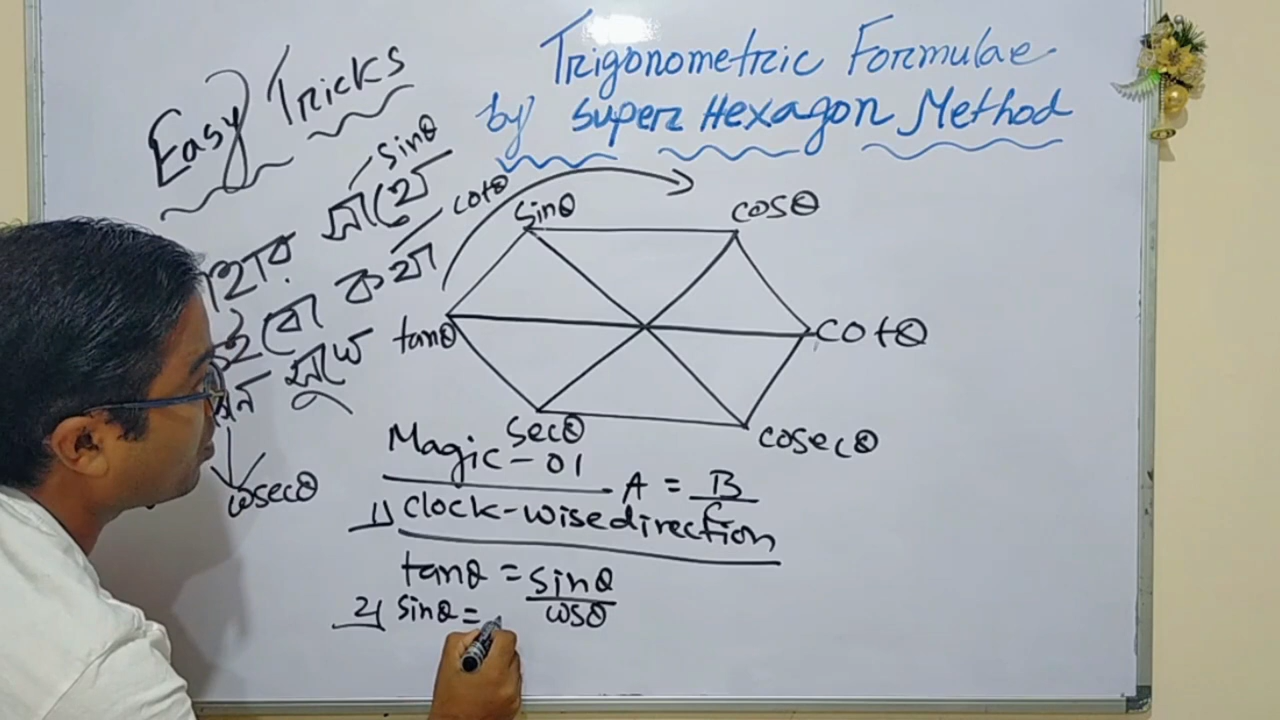 Trigonometric Formulae
by Super Hexagon Method
Easy Tricks
sinθ
cotθ
কথা
sinθ
cosθ
tanθ
cotθ
secθ
cosecθ
cosecθ
Magic-01
A = B/C
1) clock-wise direction
tanθ = sinθ/cosθ
2) sinθ =